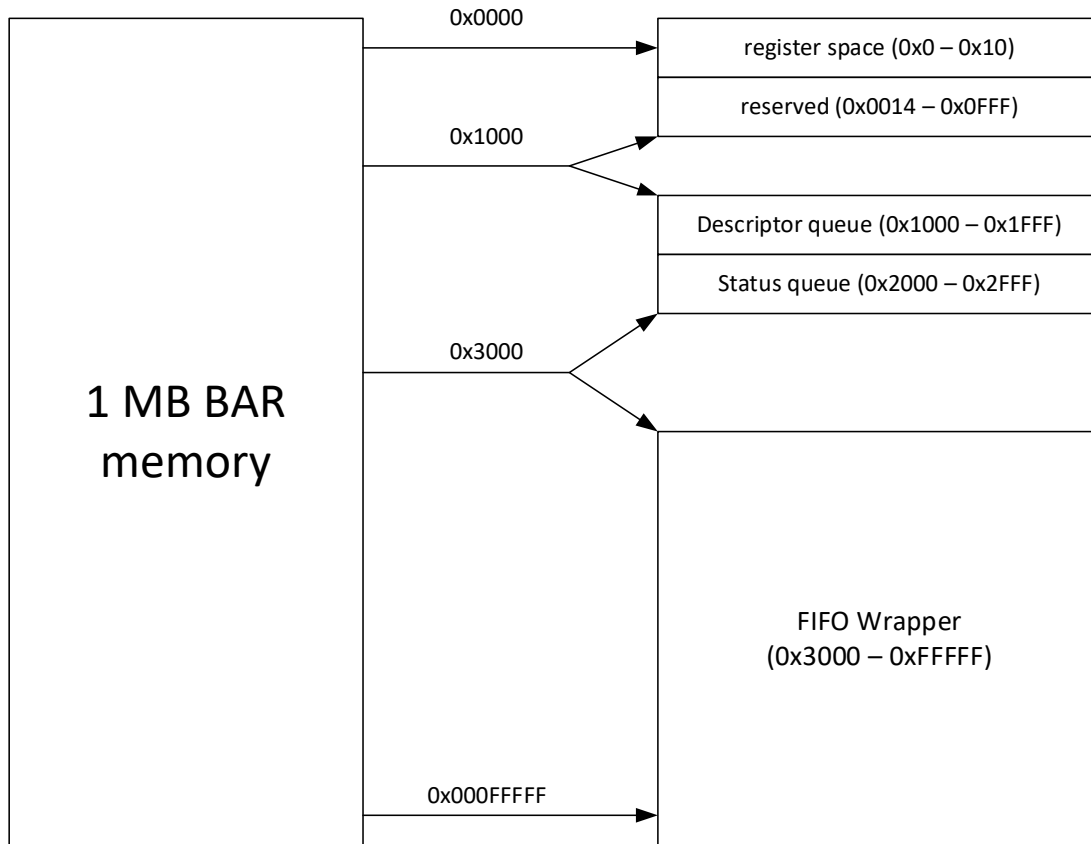 0x0000
register space (0x0 – 0x10)
reserved (0x0014 – 0x0FFF)
0x1000
Descriptor queue (0x1000 – 0x1FFF)
Status queue (0x2000 – 0x2FFF)
0x3000
1 MB BAR
memory
FIFO Wrapper
(0x3000 – 0xFFFFF)
0x000FFFFF